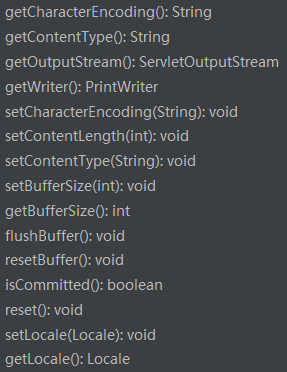 getCharacterEncoding(): String
getContentType(): String
getOutputStream(): ServletOutputStream
getWriter(): PrintWriter
setCharacterEncoding(String): void
setContentLength(int): void
setContentType(String): void
setBufferSize(int): void
getBufferSize(): int
flushBuffer(): void
resetBuffer(): void
isCommitted(): boolean
reset(): void
setLocale(Locale): void
getLocale(): Locale